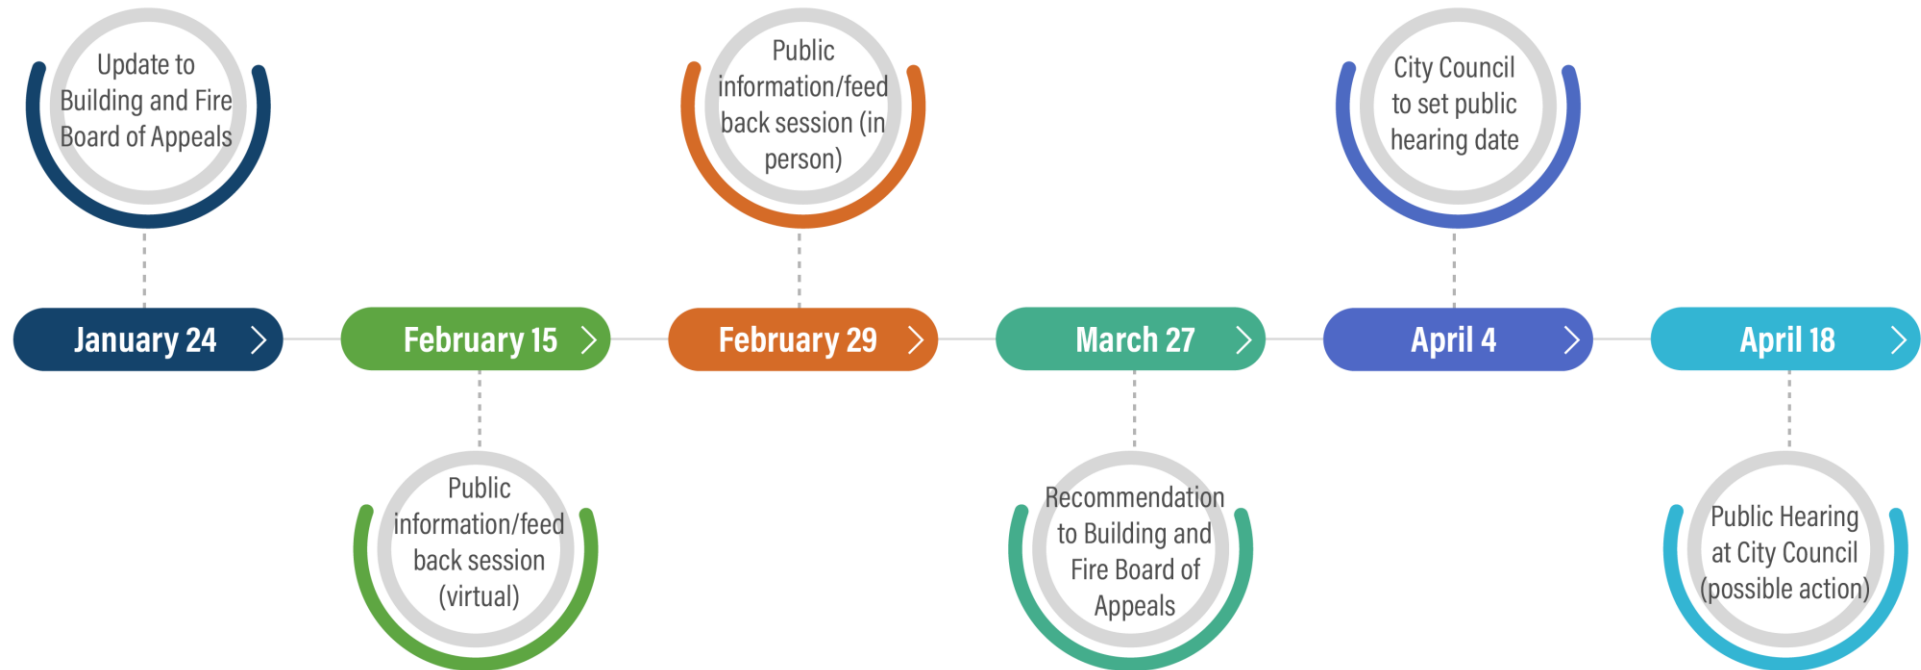 Update to
Building and Fire
Board of Appeals
Public
information/feed
back session (in
person)
City Council
to set public
hearing date
January 24
February 15
February 29
March 27
April 4
April 18
Public
information/feed
back session
(virtual)
Recommendation
to Building and
Fire Board of
Appeals
Public Hearing
at City Council
(possible action)